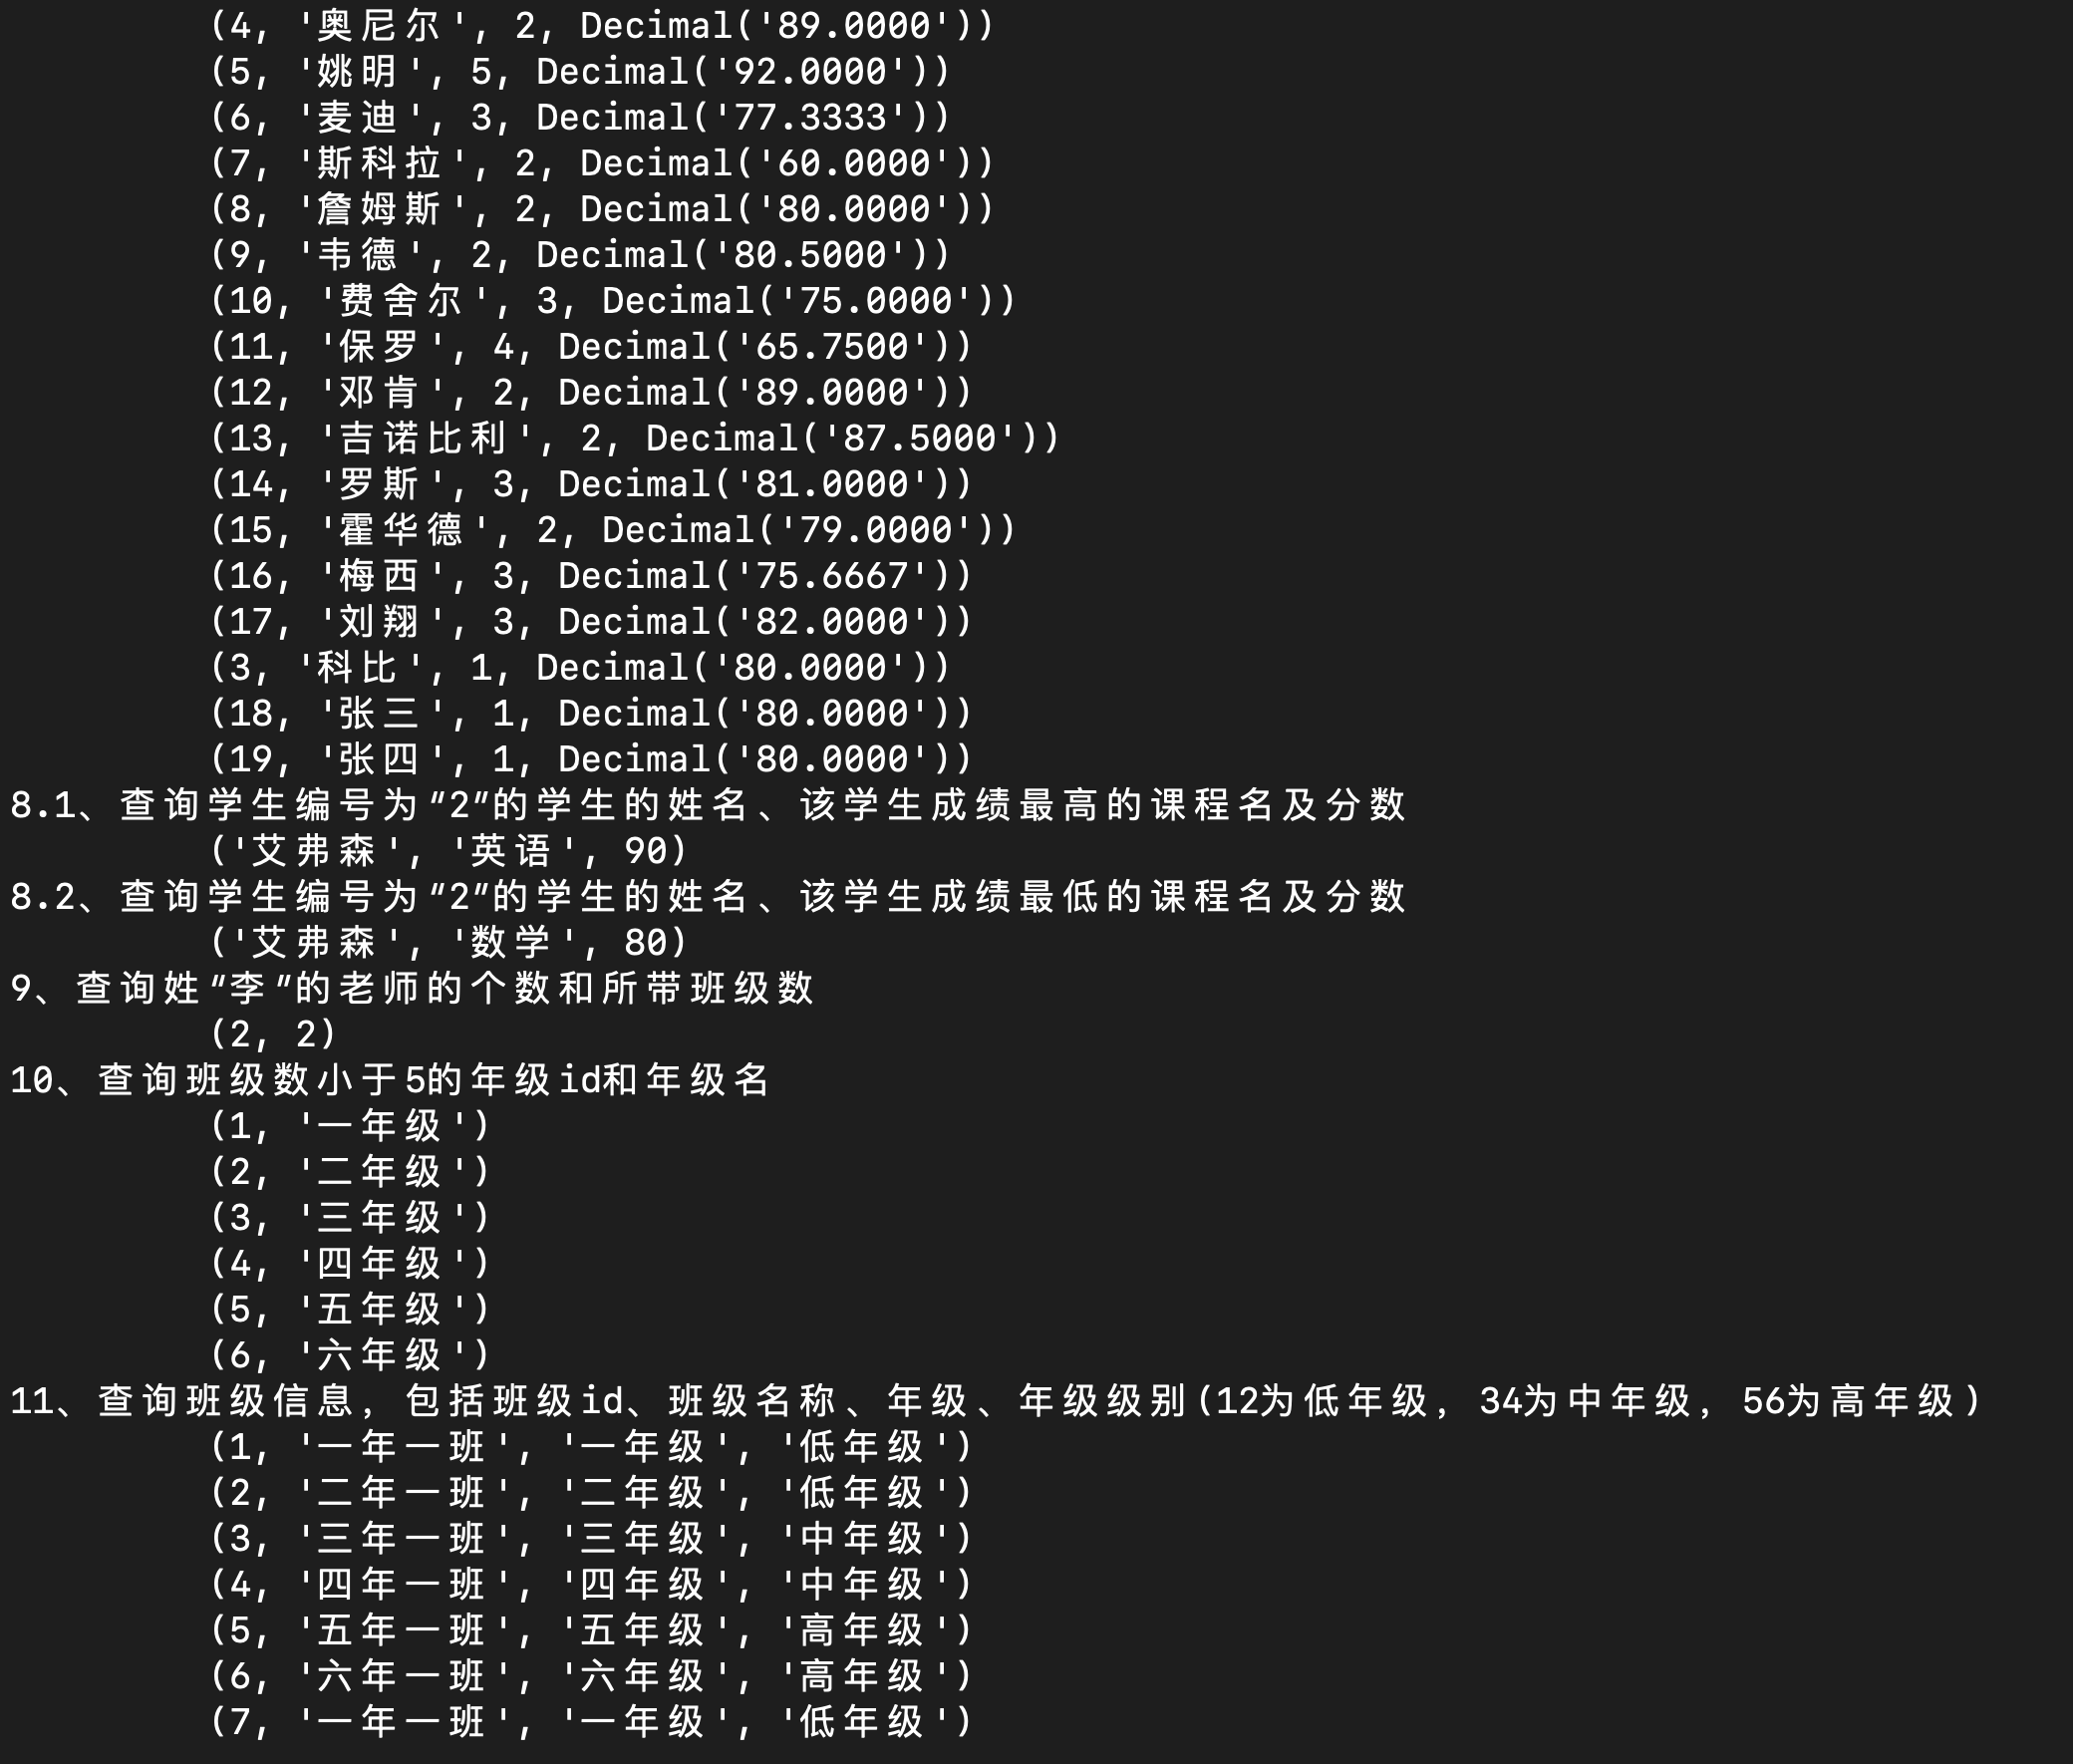 (4, '奥尼尔', 2, Decimal('89.0000'))
(5, '姚明', 5, Decimal('92.0000'))
(6, '麦迪', 3, Decimal('77.3333'))
(7, '斯科拉', 2, Decimal('60.0000'))
(8, '詹姆斯', 2, Decimal('80.0000'))
(9, '韦德', 2, Decimal('80.5000'))
(10, '费舍尔', 3, Decimal('75.0000'))
(11, '保罗', 4, Decimal('65.7500'))
(12, '邓肯', 2, Decimal('89.0000'))
(13, '吉诺比利', 2, Decimal('87.5000'))
(14, '罗斯', 3, Decimal('81.0000'))
(15, '霍华德', 2, Decimal('79.0000'))
(16, '梅西', 3, Decimal('75.6667'))
(17, '刘翔', 3, Decimal('82.0000'))
(3, '科比', 1, Decimal('80.0000'))
(18, '张三', 1, Decimal('80.0000'))
(19, '张四', 1, Decimal('80.0000'))
8.1、查询学生编号为“2”的学生的姓名、该学生成绩最高的课程名及分数
('艾弗森', '英语', 90)
8.2、查询学生编号为“2”的学生的姓名、该学生成绩最低的课程名及分数
('艾弗森', '数学', 80)
9、查询姓“李”的老师的个数和所带班级数
(2, 2)
10、查询班级数小于5的年级id和年级名
(1, '一年级')
(2, '二年级')
(3, '三年级')
(4, '四年级')
(5, '五年级')
(6, '六年级')
11、查询班级信息，包括班级id、班级名称、年级、年级级别(12为低年级，34为中年级，56为高年级)
(1, '一年一班', '一年级', '低年级')
(2, '二年一班', '二年级', '低年级')
(3, '三年一班', '三年级', '中年级')
(4, '四年一班', '四年级', '中年级')
(5, '五年一班', '五年级', '高年级')
(6, '六年一班', '六年级', '高年级')
(7, '一年一班', '一年级', '低年级')